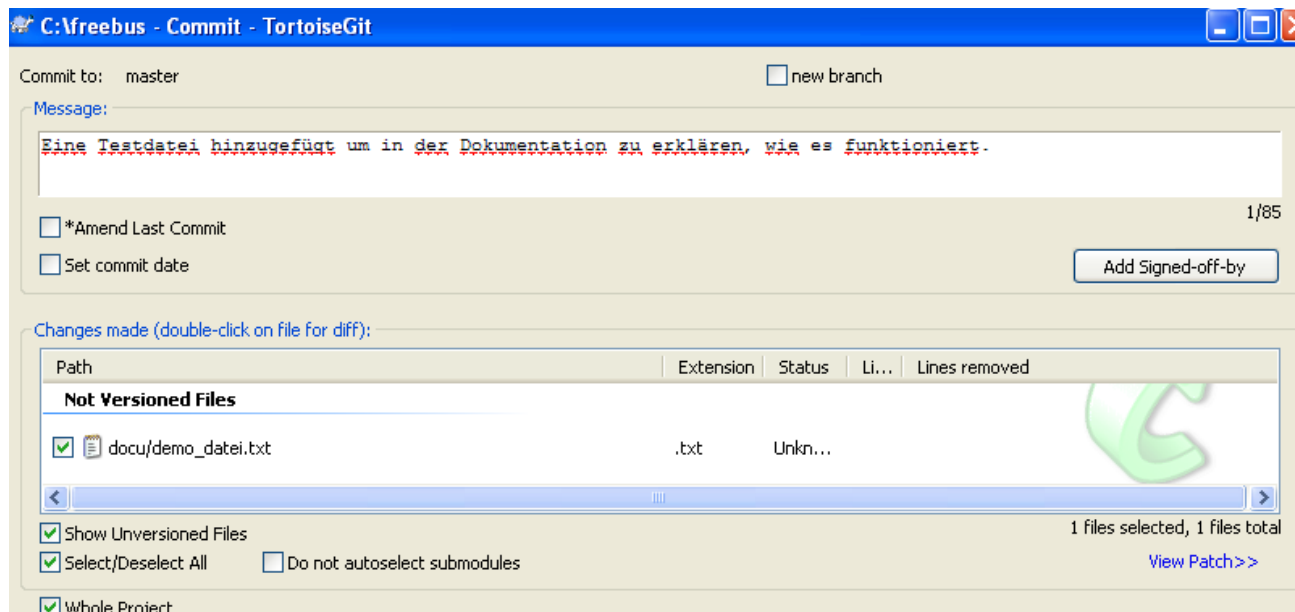 C:\freebus - Commit - TortoiseGit
Commit to: master new branch
Message:
Eine Testdatei hinzugefügt um in der Dokumentation zu erklären, wie es funktioniert.
1/85
*Amend Last Commit
Set commit date Add Signed-off-by
Changes made (double-click on file for diff):
Path Extension Status Li... Lines removed
Not Versioned Files
docu/demo_datei.txt .txt Unkn...
Show Unversioned Files 1 files selected, 1 files total
Select/Deselect All Do not autoselect submodules View Patch>>
Whole Project